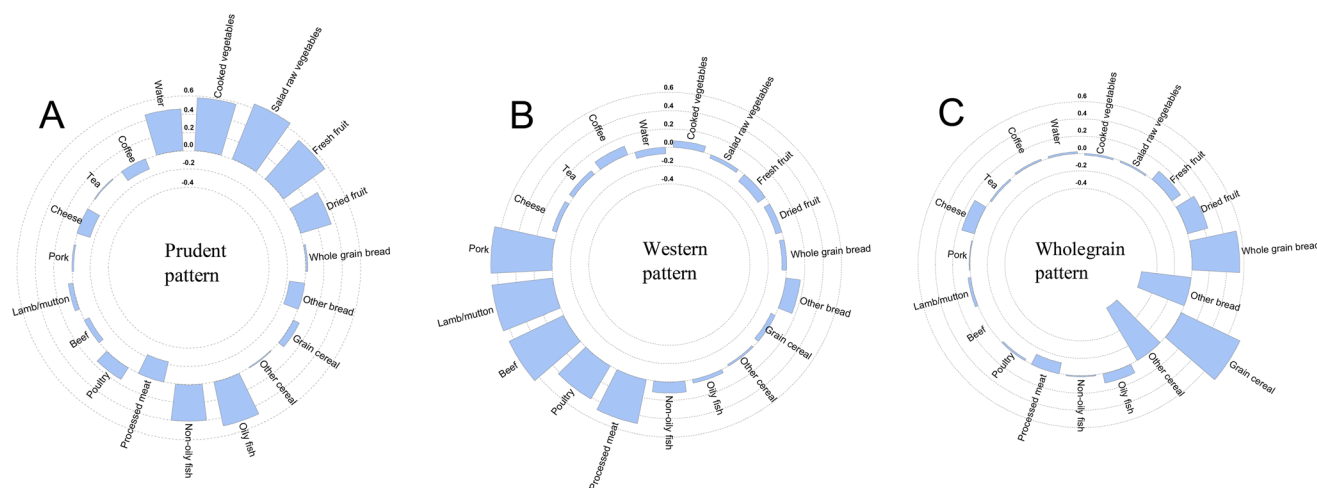 A
Prudent
pattern
0.6
0.4
0.2
0.0
-0.2
-0.4
Cooked vegetables
Salad raw vegetables
Fresh fruit
Dried fruit
Whole grain bread
Other bread
Grain cereal
Other cereal
Oily fish
Non-oily fish
Processed meat
Poultry
Beef
Lamb/mutton
Pork
Cheese
Tea
Coffee
Water
B
Western
pattern
0.6
0.4
0.2
0.0
-0.2
-0.4
Cooked vegetables
Salad raw vegetables
Fresh fruit
Dried fruit
Whole grain bread
Other bread
Grain cereal
Other cereal
Oily fish
Non-oily fish
Processed meat
Poultry
Beef
Lamb/mutton
Pork
Cheese
Tea
Coffee
Water
C
Wholegrain
pattern
0.6
0.4
0.2
0.0
-0.2
-0.4
Cooked vegetables
Salad raw vegetables
Fresh fruit
Dried fruit
Whole grain bread
Other bread
Grain cereal
Other cereal
Oily fish
Non-oily fish
Processed meat
Poultry
Beef
Lamb/mutton
Pork
Cheese
Tea
Coffee
Water